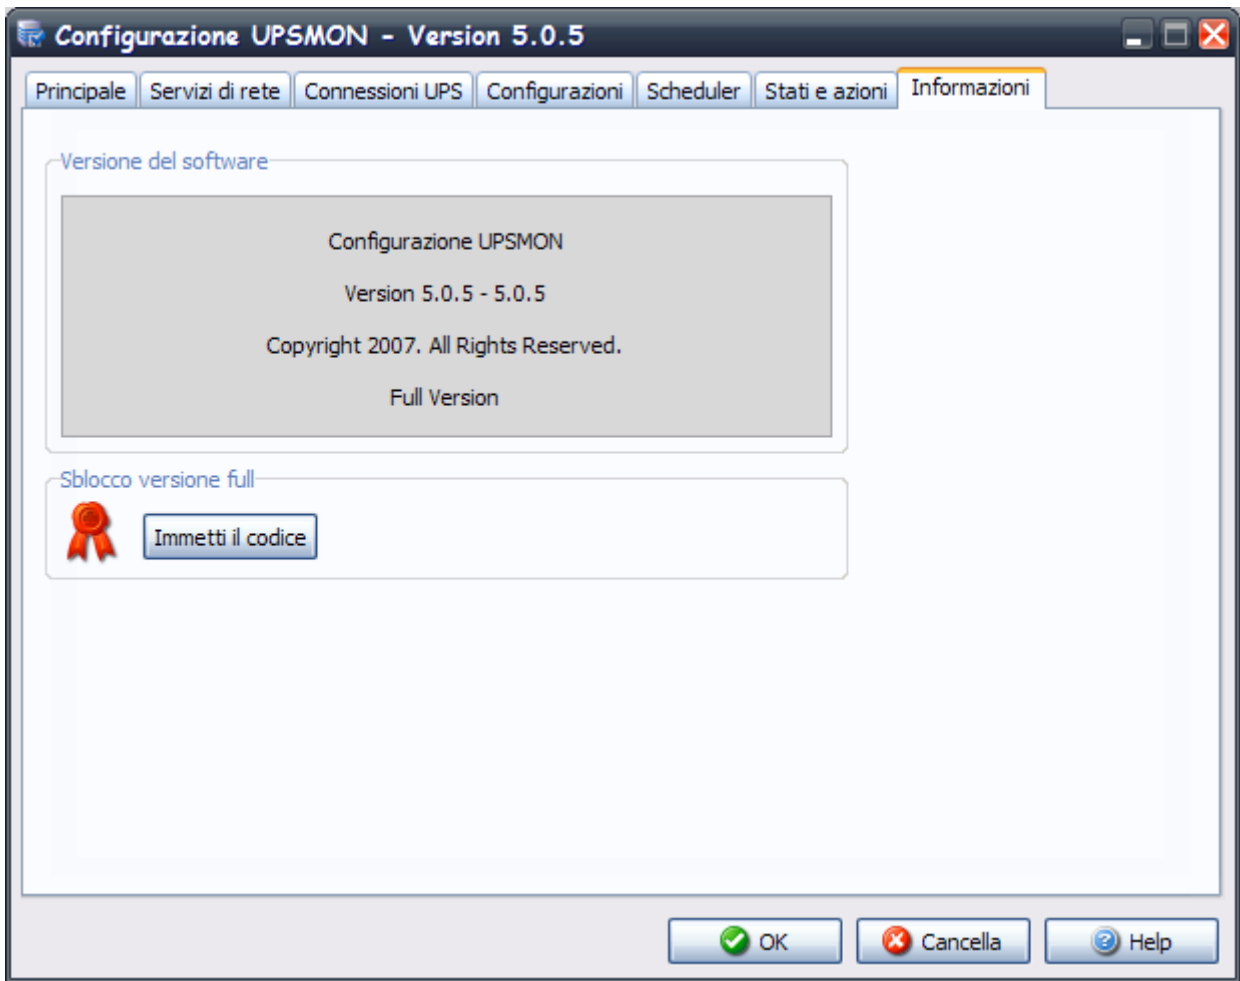 Configurazione UPSMON - Version 5.0.5
Principale Servizi di rete Connessioni UPS Configurazioni Scheduler Stati e azioni Informazioni
Versione del software
Configurazione UPSMON
Version 5.0.5 - 5.0.5
Copyright 2007. All Rights Reserved.
Full Version
Sblocco versione full
Immetti il codice
OK Cancella Help